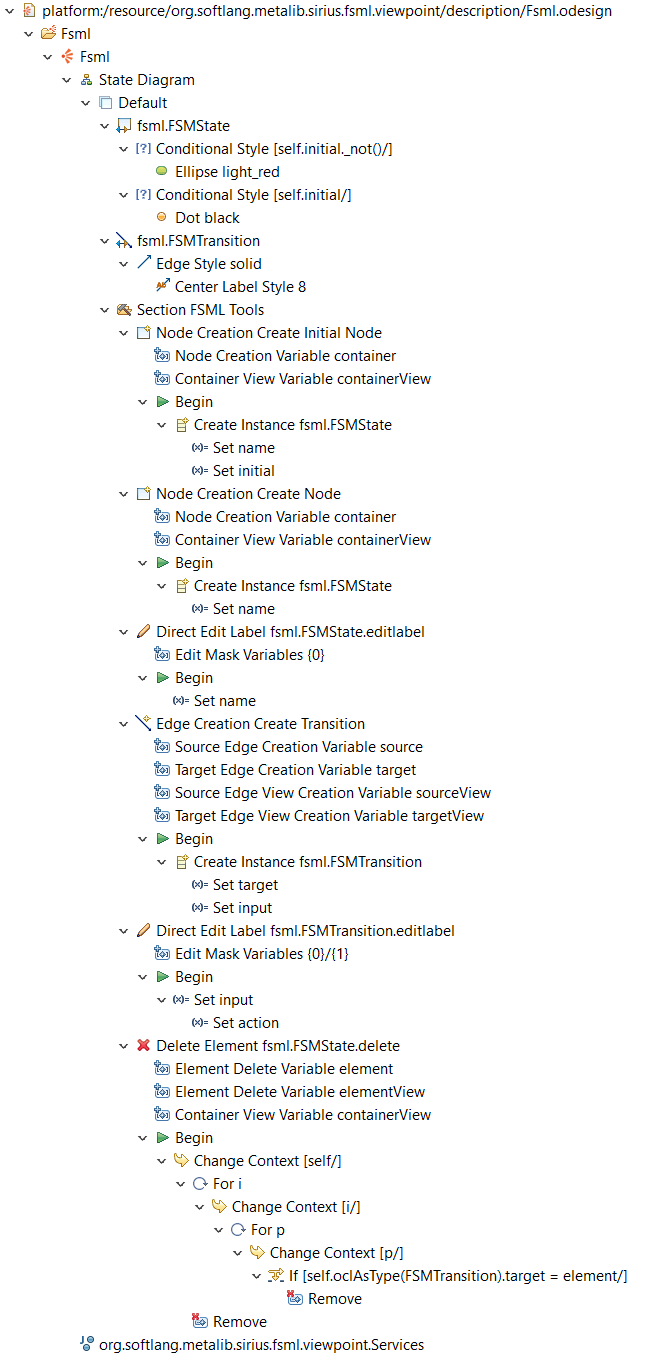 platform:/resource/org.softlang.metalib.sirius.fsml.viewpoint/description/Fsml.odesign
Fsml
Fsml
State Diagram
Default
fsml.FSMState
Conditional Style [self.initial._not()/]
Ellipse light_red
Conditional Style [self.initial/]
Dot black
fsml.FSMTransition
Edge Style solid
Center Label Style 8
Section FSML Tools
Node Creation Create Initial Node
Node Creation Variable container
Container View Variable containerView
Begin
Create Instance fsml.FSMState
Set name
Set initial
Node Creation Create Node
Node Creation Variable container
Container View Variable containerView
Begin
Create Instance fsml.FSMState
Set name
Direct Edit Label fsml.FSMState.editlabel
Edit Mask Variables {0}
Begin
Set name
Edge Creation Create Transition
Source Edge Creation Variable source
Target Edge Creation Variable target
Source Edge View Creation Variable sourceView
Target Edge View Creation Variable targetView
Begin
Create Instance fsml.FSMTransition
Set target
Set input
Direct Edit Label fsml.FSMTransition.editlabel
Edit Mask Variables {0}/{1}
Begin
Set input
Set action
Delete Element fsml.FSMState.delete
Element Delete Variable element
Element Delete Variable elementView
Container View Variable containerView
Begin
Change Context [self/]
For i
Change Context [i/]
For p
Change Context [p/]
If [self.oclAsType(FSMTransition).target = element/]
Remove
Remove
org.softlang.metalib.sirius.fsml.viewpoint.Services